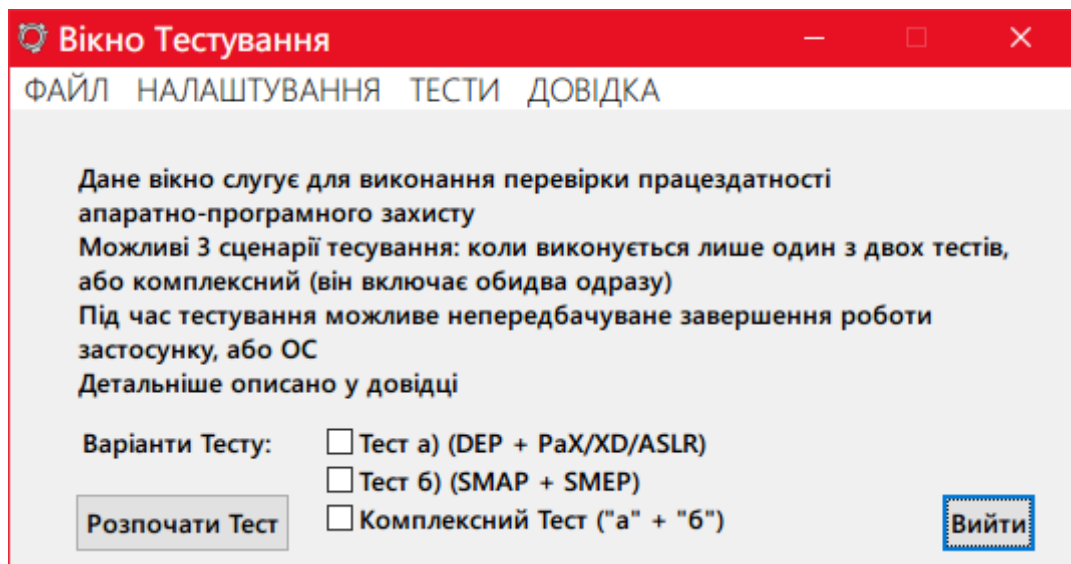 Вікно Тестування
ФАЙЛ НАЛАШТУВАННЯ ТЕСТИ ДОВІДКА
Дане вікно слугує для виконання перевірки працездатності
апаратно-програмного захисту
Можливі 3 сценарії тесування: коли виконується лише один з двох тестів,
або комплексний (він включає обидва одразу)
Під час тестування можливе непередбачуване завершення роботи
застосунку, або ОС
Детальніше описано у довідці
Варіанти Тесту:
Тест а) (DEP + PaX/XD/ASLR)
Тест б) (SMAP + SMEP)
Комплексний Тест ("а" + "б")
Розпочати Тест
Вийти